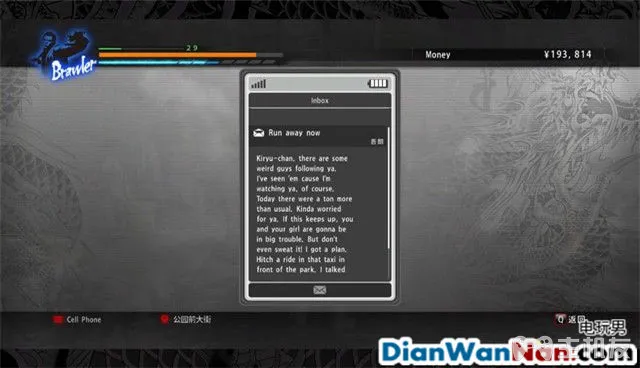 29
Brawler
Money ¥193,814
Inbox
Run away now
Kiryu-chan, there are some
weird guys following ya.
I've seen 'em cause I'm
watching ya, of course.
Today there were a ton more
than usual. Kinda worried
for ya. If this keeps up, you
and your girl are gonna be
in big trouble. But don't
even sweat it! I got a plan.
Hitch a ride in that taxi in
front of the park. I talked
Cell Phone 公园前大街 Q 返回
电玩男
DianWanNan.com